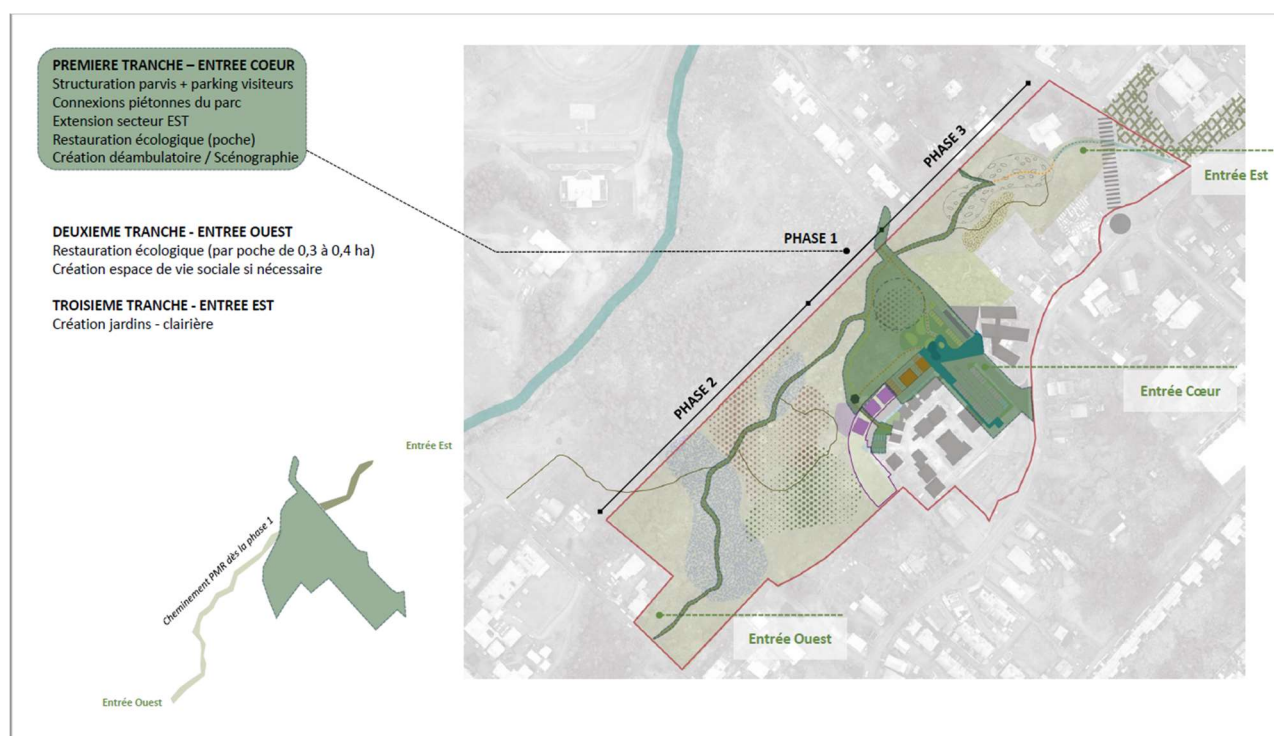 PREMIERE TRANCHE – ENTREE COEUR
Structuration parvis + parking visiteurs
Connexions piétonnes du parc
Extension secteur EST
Restauration écologique (poche)
Création déambulatoire / Scénographie
DEUXIEME TRANCHE - ENTREE OUEST
Restauration écologique (par poche de 0,3 à 0,4 ha)
Création espace de vie sociale si nécessaire
TROISIEME TRANCHE - ENTREE EST
Création jardins - clairière
PHASE 3
Entrée Est
PHASE 1
PHASE 2
Entrée Cœur
Entrée Ouest
Entrée Est
Cheminement PMR dès la phase 1
Entrée Ouest